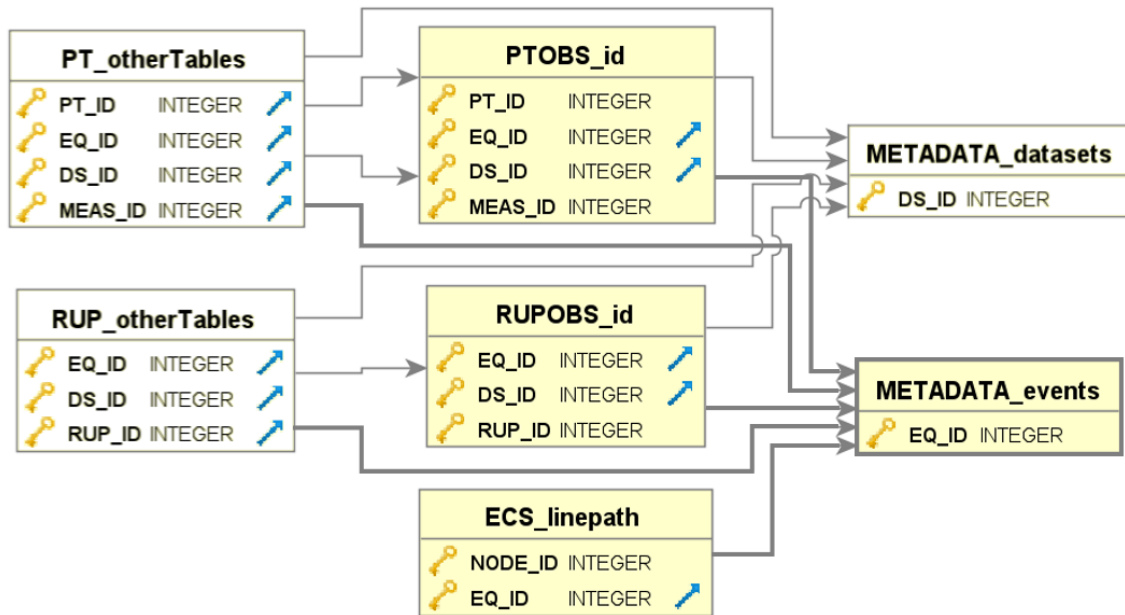 PT_otherTables
PT_ID INTEGER
EQ_ID INTEGER
DS_ID INTEGER
MEAS_ID INTEGER
PTOBS_id
PT_ID INTEGER
EQ_ID INTEGER
DS_ID INTEGER
MEAS_ID INTEGER
METADATA_datasets
DS_ID INTEGER
RUP_otherTables
EQ_ID INTEGER
DS_ID INTEGER
RUP_ID INTEGER
RUPOBS_id
EQ_ID INTEGER
DS_ID INTEGER
RUP_ID INTEGER
METADATA_events
EQ_ID INTEGER
ECS_linepath
NODE_ID INTEGER
EQ_ID INTEGER